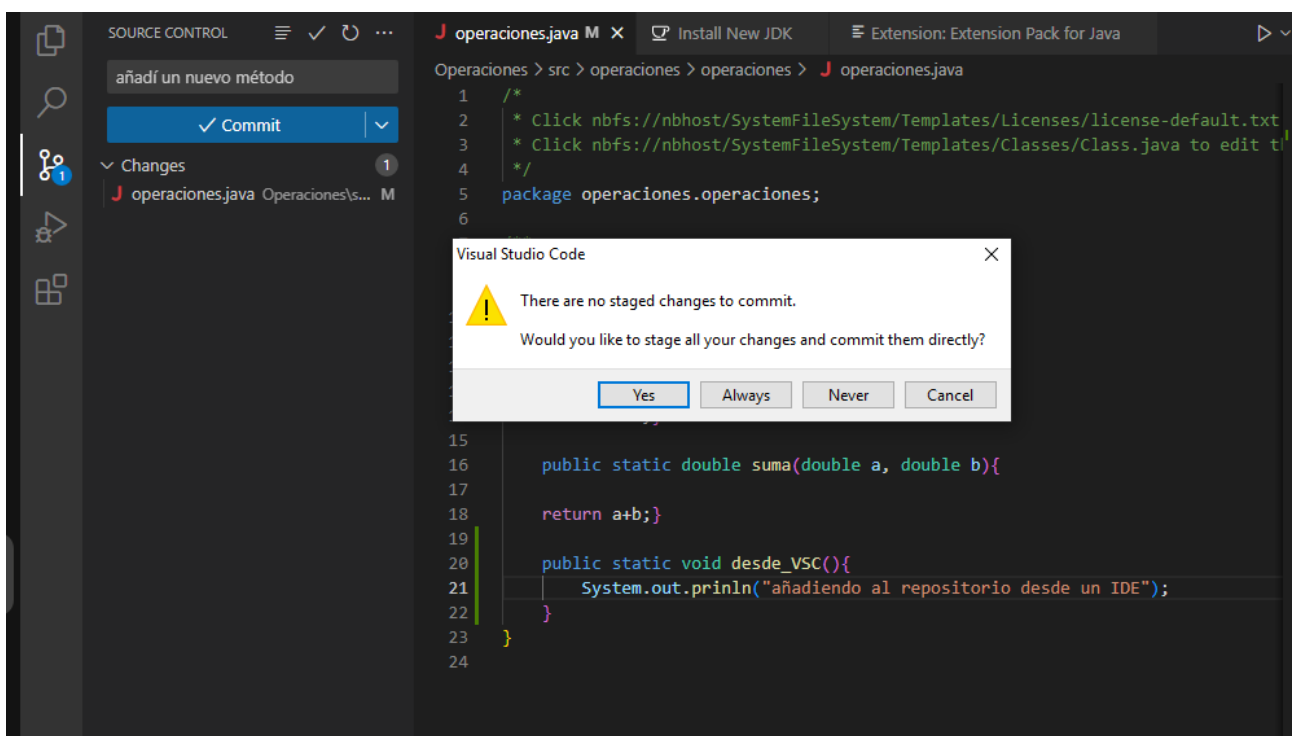 SOURCE CONTROL
añadí un nuevo método
Commit
Changes 1
J operaciones.java Operaciones\s... M
1
J operaciones.java M
Install New JDK
Extension: Extension Pack for Java
Operaciones > src > operaciones > operaciones > J operaciones.java
1 /*
2 * Click nbfs://nbhost/SystemFileSystem/Templates/Licenses/license-default.txt
3 * Click nbfs://nbhost/SystemFileSystem/Templates/Classes/Class.java to edit th
4 */
5 package operaciones.operaciones;
6
Visual Studio Code
There are no staged changes to commit.
Would you like to stage all your changes and commit them directly?
Yes Always Never Cancel
15
16 public static double suma(double a, double b){
17
18 return a+b;}
19
20 public static void desde_VSC(){
21 System.out.prinln("añadiendo al repositorio desde un IDE");
22 }
23 }
24